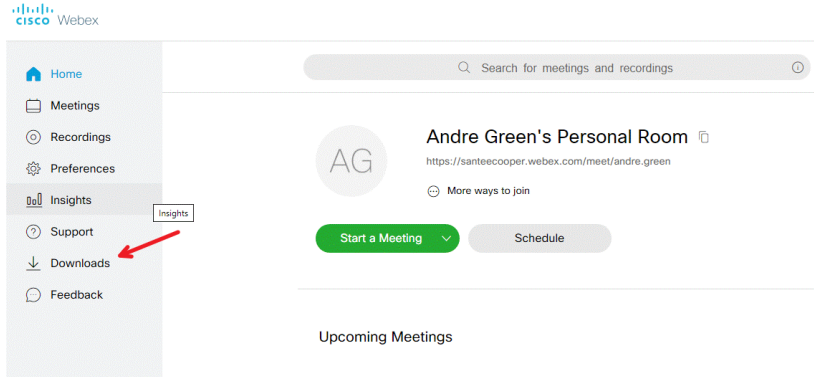 CISCO Webex
Home
Meetings
Recordings
Preferences
Insights
Insights
Support
Downloads
Feedback
Search for meetings and recordings
AG
Andre Green's Personal Room
https://santeecooper.webex.com/meet/andre.green
More ways to join
Start a Meeting
Schedule
Upcoming Meetings